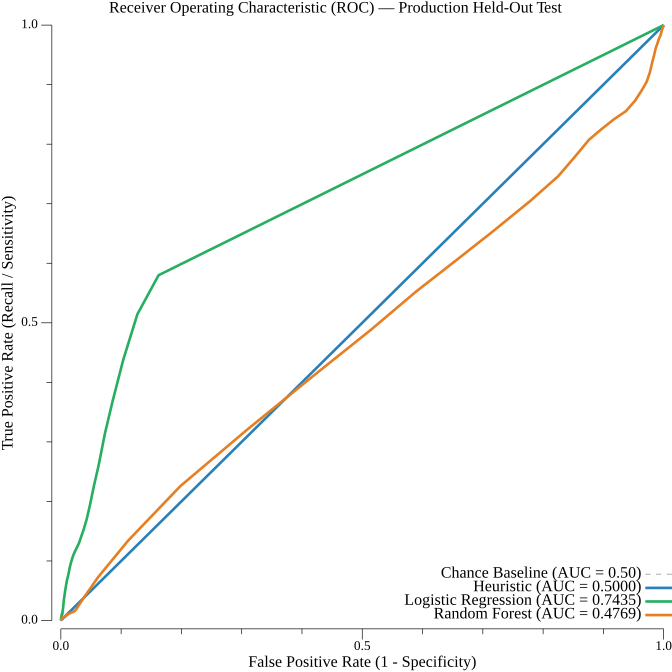 Receiver Operating Characteristic (ROC) — Production Held-Out Test
1.0
0.5
0.0
True Positive Rate (Recall / Sensitivity)
Chance Baseline (AUC = 0.50)
Heuristic (AUC = 0.5000)
Logistic Regression (AUC = 0.7435)
Random Forest (AUC = 0.4769)
0.0
0.5
1.0
False Positive Rate (1 - Specificity)